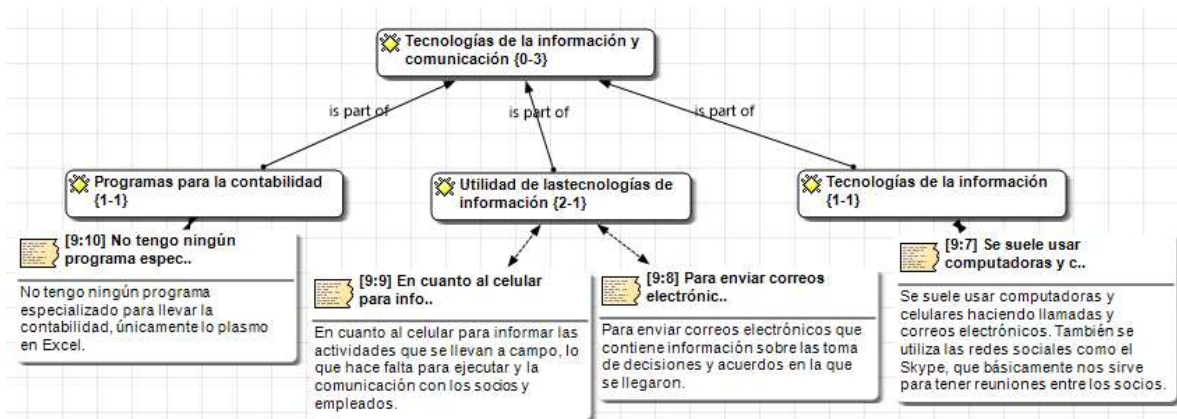 Tecnologías de la información y
comunicación {0-3}
is part of
is part of
is part of
Programas para la contabilidad
{1-1}
Utilidad de lastecnologías de
información {2-1}
Tecnologías de la información
{1-1}
[9:10] No tengo ningún
programa espec..
No tengo ningún programa
especializado para llevar la
contabilidad, únicamente lo plasmo
en Excel.
[9:9] En cuanto al celular
para info..
En cuanto al celular para informar las
actividades que se llevan a campo, lo
que hace falta para ejecutar y la
comunicación con los socios y
empleados.
[9:8] Para enviar correos
electrónic..
Para enviar correos electrónicos que
contiene información sobre las toma
de decisiones y acuerdos en la que
se llegaron.
[9:7] Se suele usar
computadoras y c..
Se suele usar computadoras y
celulares haciendo llamadas y
correos electrónicos. También se
utiliza las redes sociales como el
Skype, que básicamente nos sirve
para tener reuniones entre los socios.